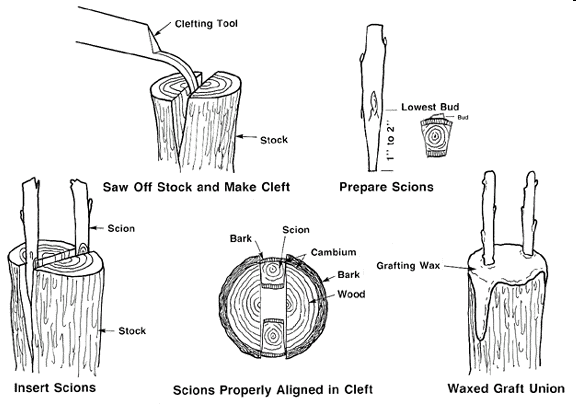 Clefting Tool
Stock
Saw Off Stock and Make Cleft
Lowest Bud
Bud
1" to 2"
Prepare Scions
Scion
Stock
Insert Scions
Bark
Scion
Cambium
Bark
Wood
Scions Properly Aligned in Cleft
Grafting Wax
Waxed Graft Union